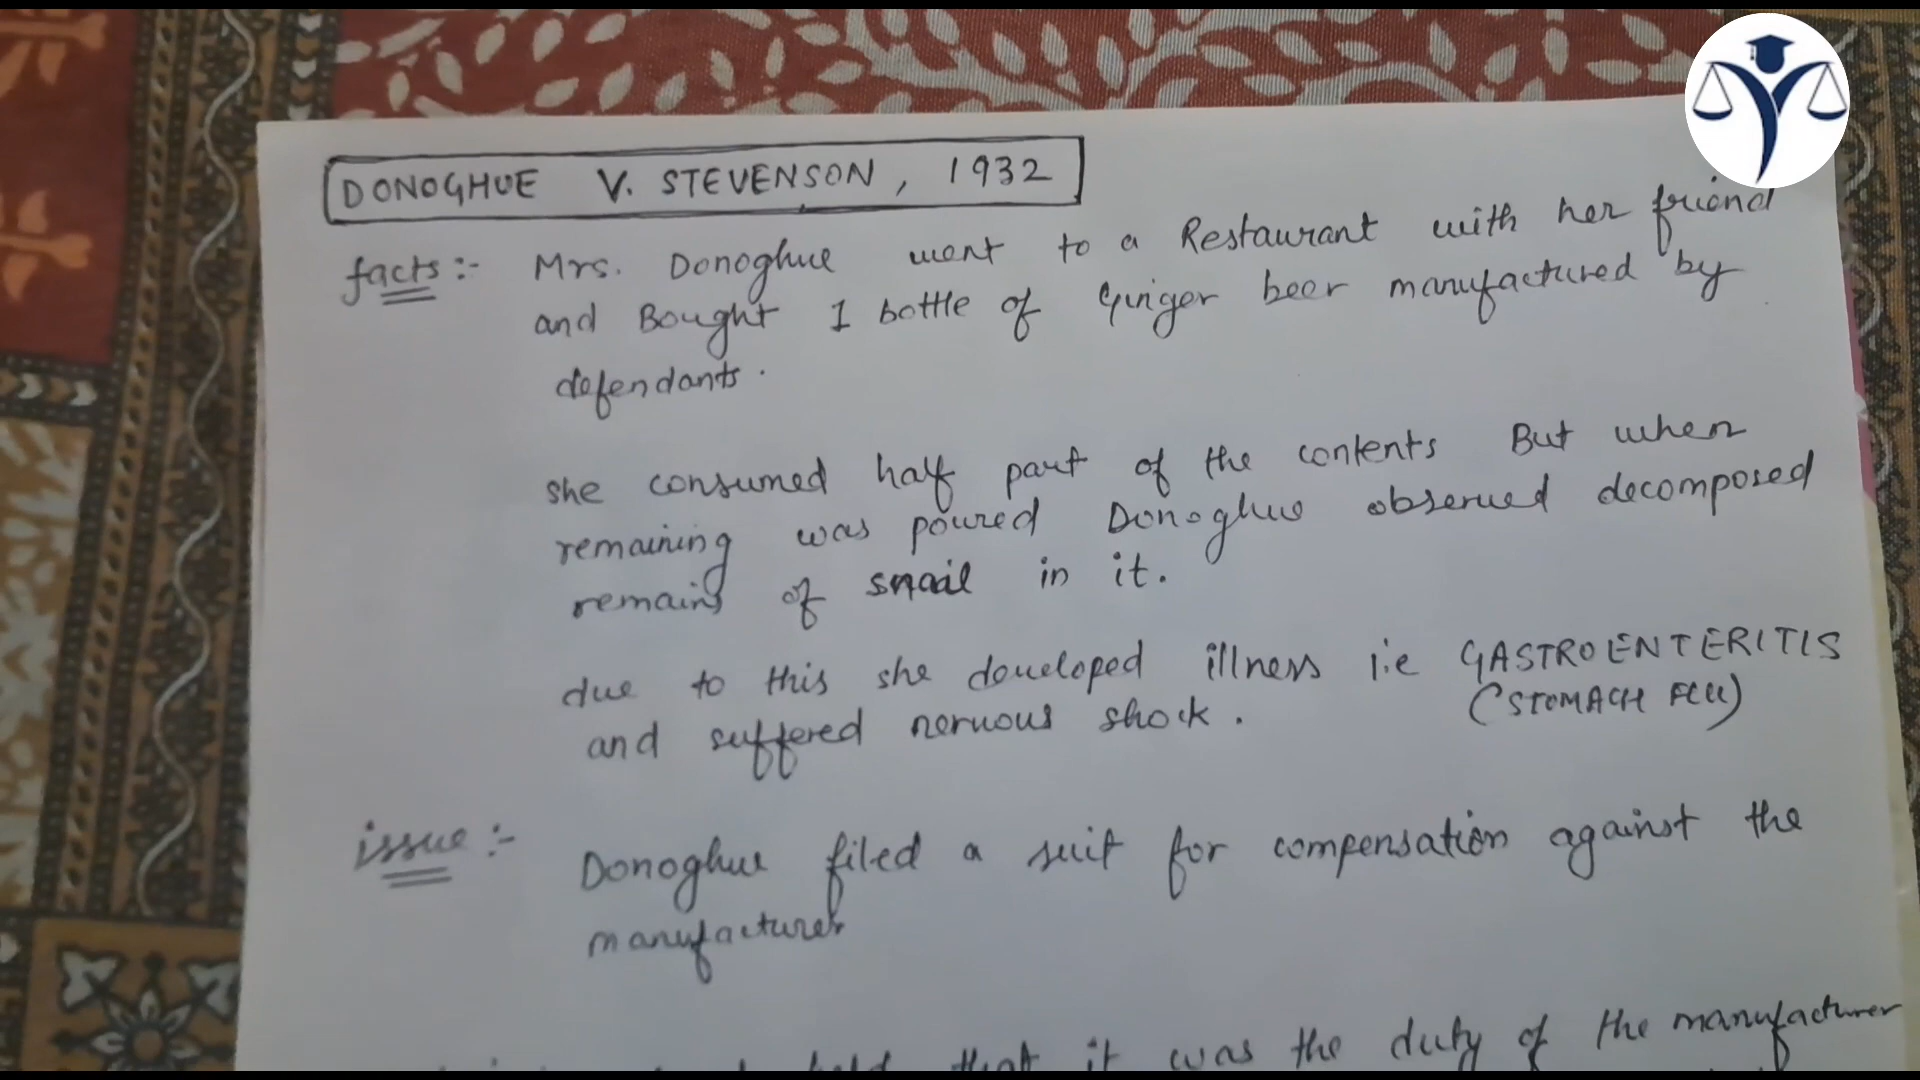 DONOGHUE V. STEVENSON, 1932
facts:- Mrs. Donoghue went to a Restaurant with her friend
and Bought 1 bottle of Ginger beer manufactured by
defendants.
she consumed half part of the contents But when
remaining was poured Donoghue observed decomposed
remains of snail in it.
due to this she developed illness i.e GASTROENTERITIS
(STOMACH FLU)
and suffered nervous shock.
issue:- Donoghue filed a suit for compensation against the
manufacturer
held that it was the duty of the manufacturer